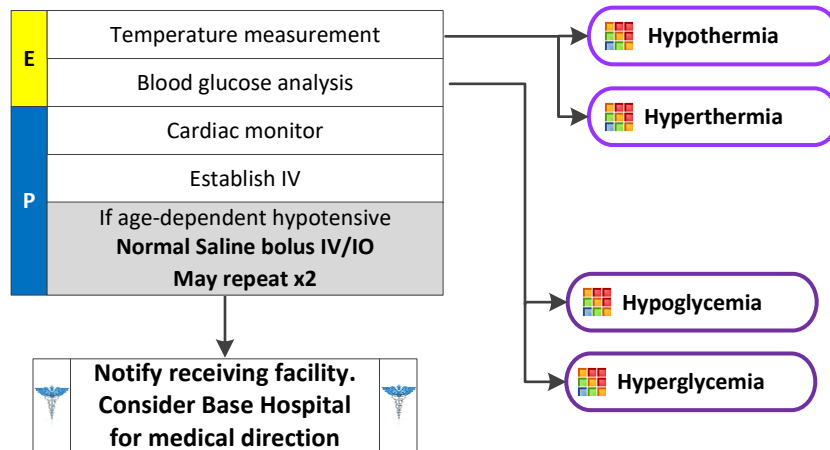 E
Temperature measurement
Blood glucose analysis
P
Cardiac monitor
Establish IV
If age-dependent hypotensive
Normal Saline bolus IV/IO
May repeat x2
Notify receiving facility.
Consider Base Hospital
for medical direction
Hypothermia
Hyperthermia
Hypoglycemia
Hyperglycemia